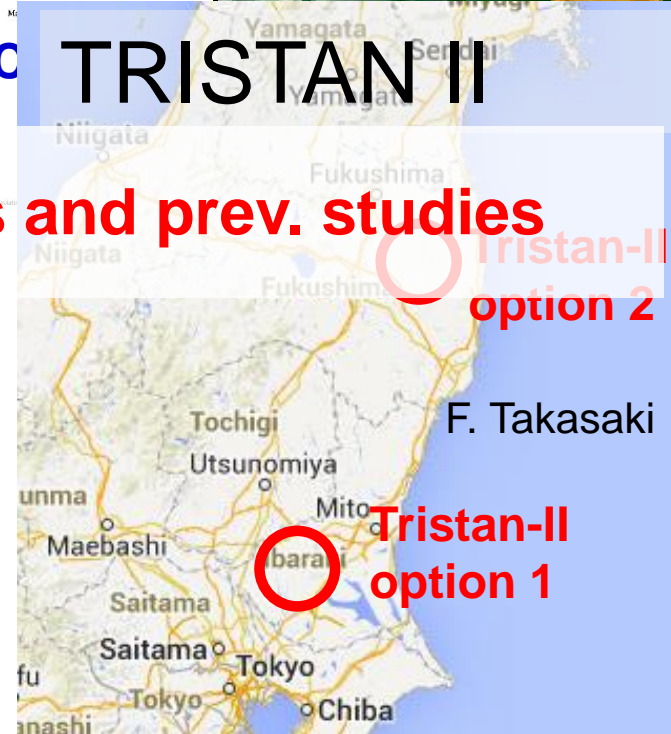 TRISTAN II
Yamagata
Sendai
Yamagata
Niigata
Fukushima
and prev. studies
Niigata
Tristan-II
option 2
Fukushima
F. Takasaki
Tochigi
Utsunomiya
Mito
Maebashi
Tristan-II
option 1
Ibaraki
Saitama
Saitama
Tokyo
Tokyo
Chiba